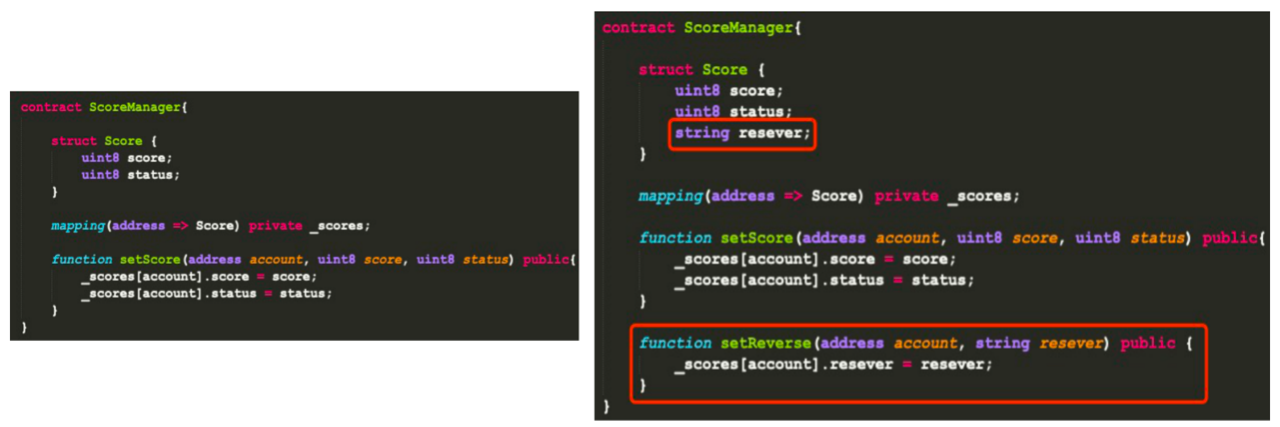 contract ScoreManager{
struct Score {
uint8 score;
uint8 status;
}
mapping(address => Score) private _scores;
function setScore(address account, uint8 score, uint8 status) public{
_scores[account].score = score;
_scores[account].status = status;
}
}
contract ScoreManager{
struct Score {
uint8 score;
uint8 status;
string resever;
}
mapping(address => Score) private _scores;
function setScore(address account, uint8 score, uint8 status) public{
_scores[account].score = score;
_scores[account].status = status;
}
function setReverse(address account, string resever) public {
_scores[account].resever = resever;
}
}